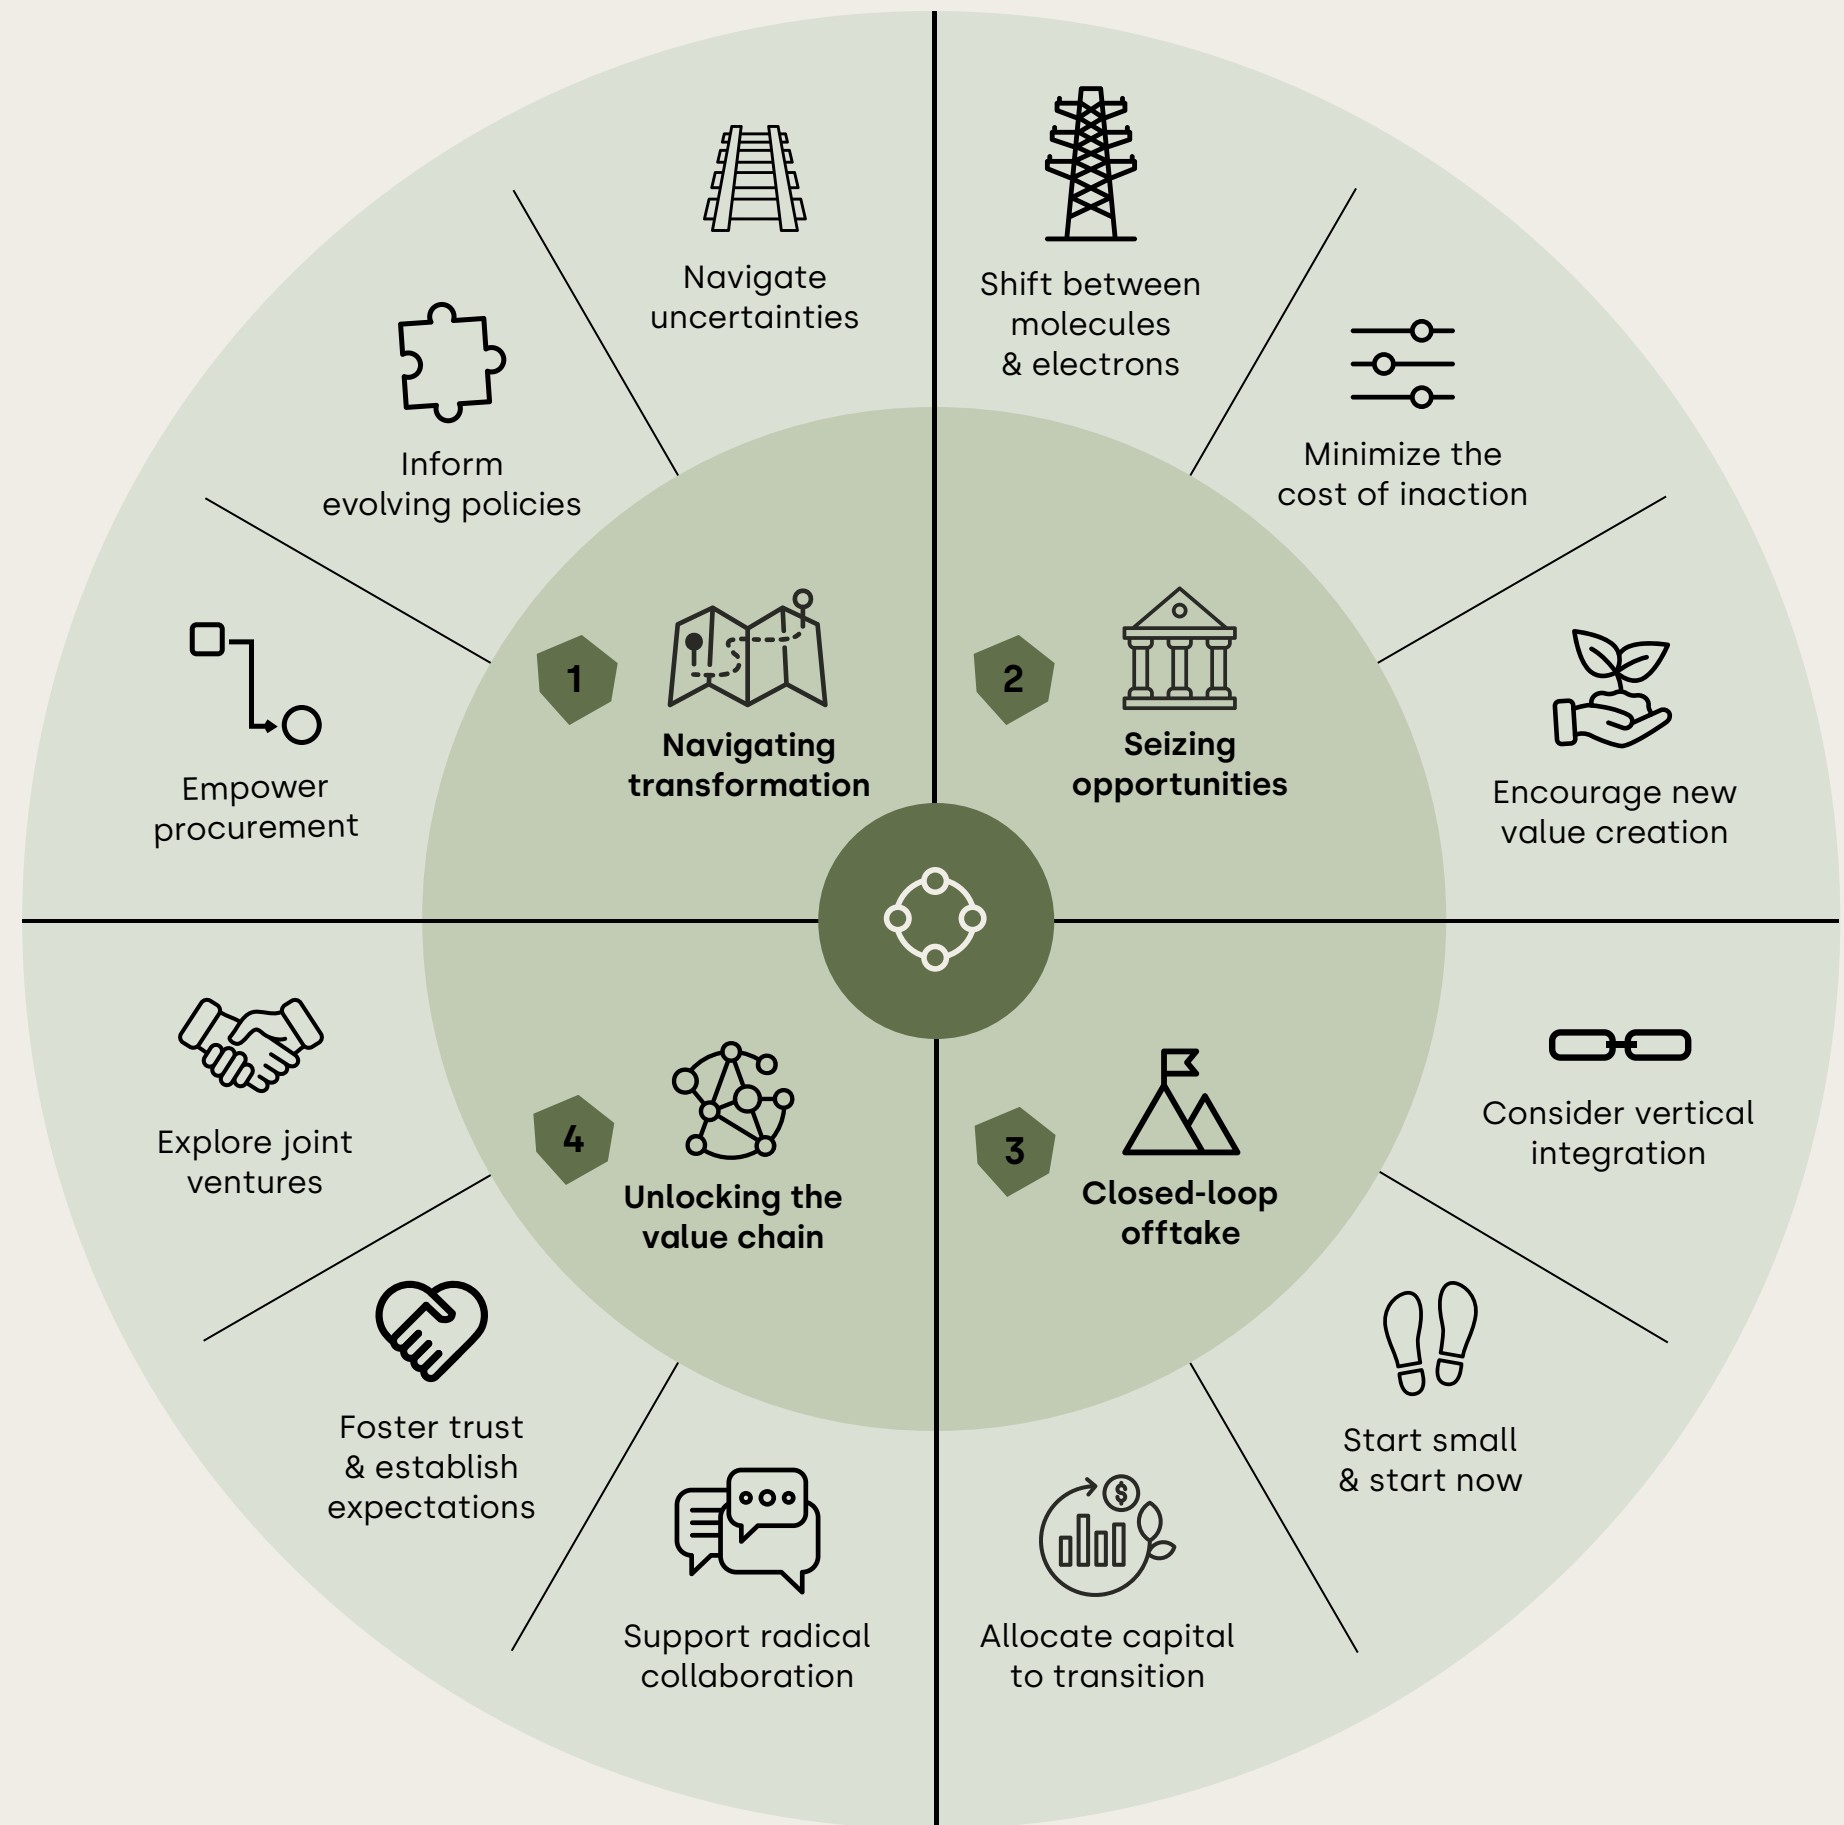 Navigate
uncertainties
Inform
evolving policies
Empower
procurement
1
Navigating
transformation
Shift between
molecules
& electrons
Minimize the
cost of inaction
Encourage new
value creation
2
Seizing
opportunities
Consider vertical
integration
Start small
& start now
Allocate capital
to transition
$
3
Closed-loop
offtake
Explore joint
ventures
Foster trust
& establish
expectations
Support radical
collaboration
4
Unlocking the
value chain